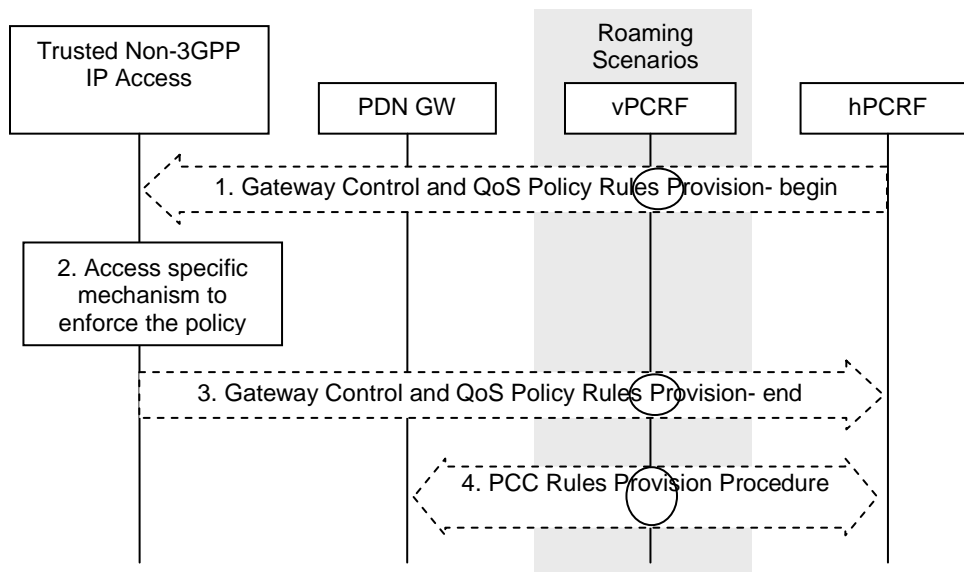 Roaming
Scenarios
Trusted Non-3GPP
IP Access
PDN GW
vPCRF
hPCRF
1. Gateway Control and QoS Policy Rules Provision- begin
2. Access specific
mechanism to
enforce the policy
3. Gateway Control and QoS Policy Rules Provision- end
4. PCC Rules Provision Procedure